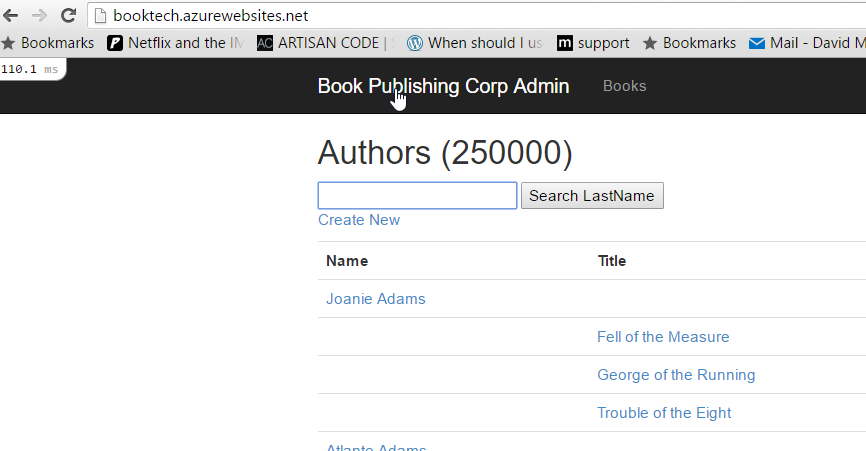 booktech.azurewebsites.net
Bookmarks Netflix and the IM ARTISAN CODE | When should I us support Bookmarks Mail - David M
110.1 ms
Book Publishing Corp Admin Books
Authors (250000)
Search LastName
Create New
Name Title
Joanie Adams
Fell of the Measure
George of the Running
Trouble of the Eight
Atlante Adams